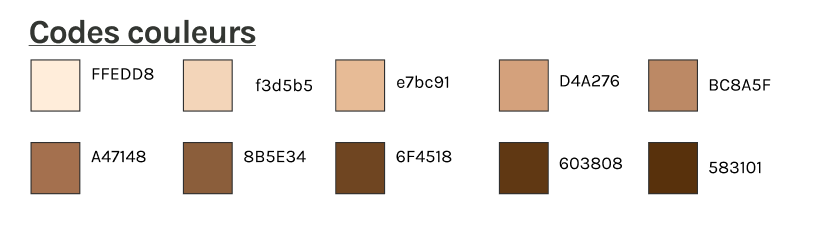 Codes couleurs
FFEDD8 f3d5b5 e7bc91 D4A276 BC8A5F
A47148 8B5E34 6F4518 603808 583101